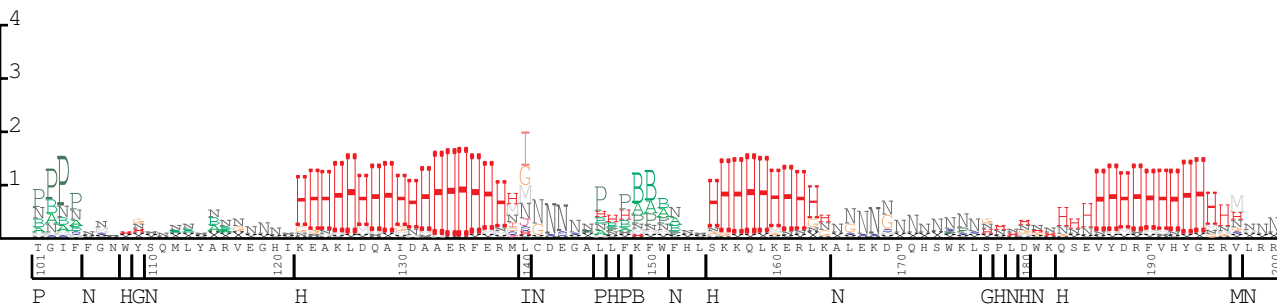 4
3
2
1
T G I F F G N W Y S Q M L Y A R V E G H I K E A K L D Q A I D A A E R F E R M L C D E G A L L F K F W F H L S K K Q L K E R L K A L E K D P Q H S W K L S P L D W K Q S E V Y D R F V H Y G E R V L R R
101 110 120 130 140 150 160 170 180 190 200
P N HGN H IN PHPB N H N GHNHN H MN